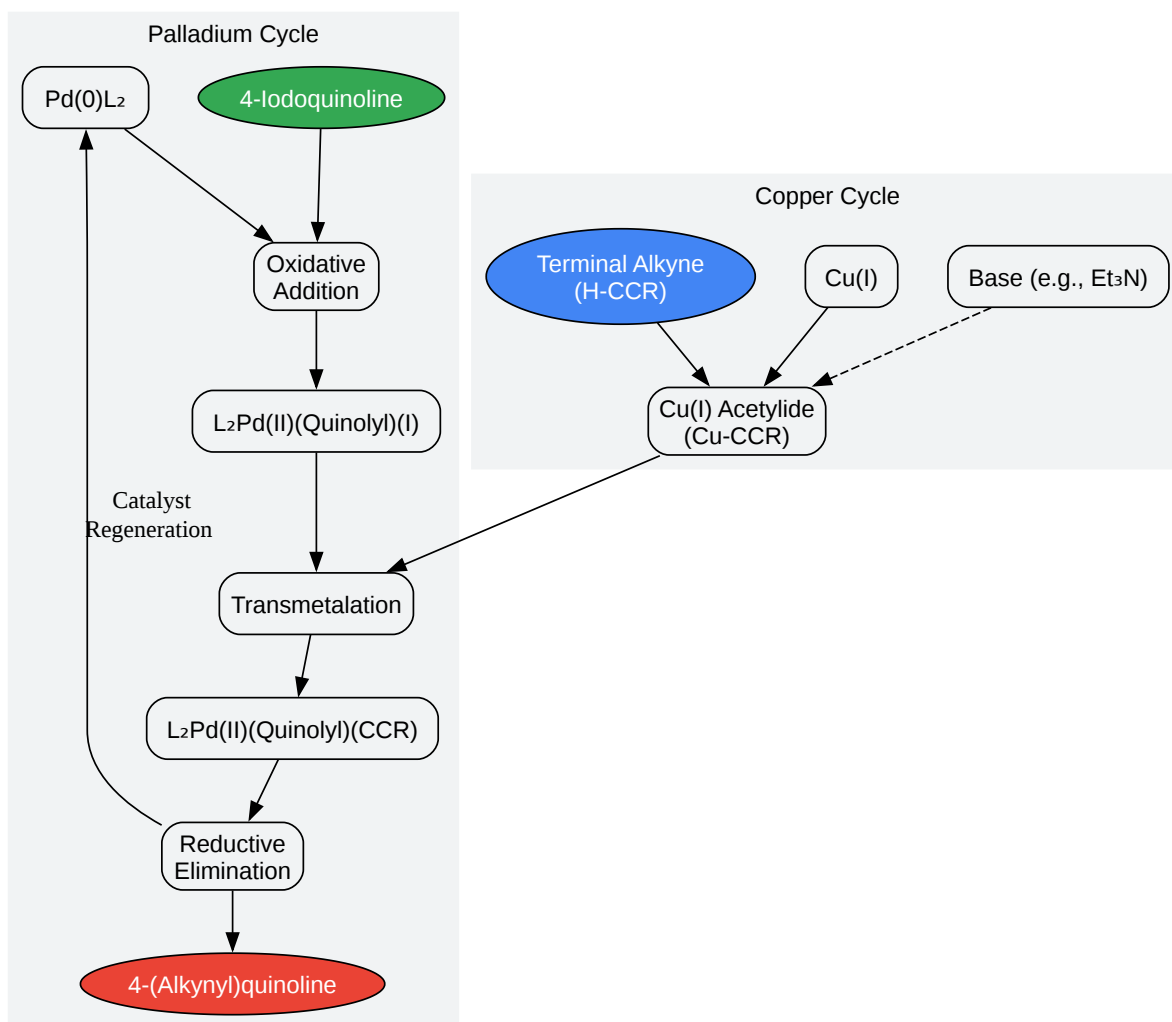 Palladium Cycle
Pd(0)L₂
4-Iodoquinoline
Oxidative
Addition
L₂Pd(II)(Quinolyl)(I)
Catalyst
Regeneration
Transmetalation
L₂Pd(II)(Quinolyl)(CCR)
Reductive
Elimination
4-(Alkynyl)quinoline
Copper Cycle
Terminal Alkyne
(H-CCR)
Cu(I)
Base (e.g., Et₃N)
Cu(I) Acetylide
(Cu-CCR)